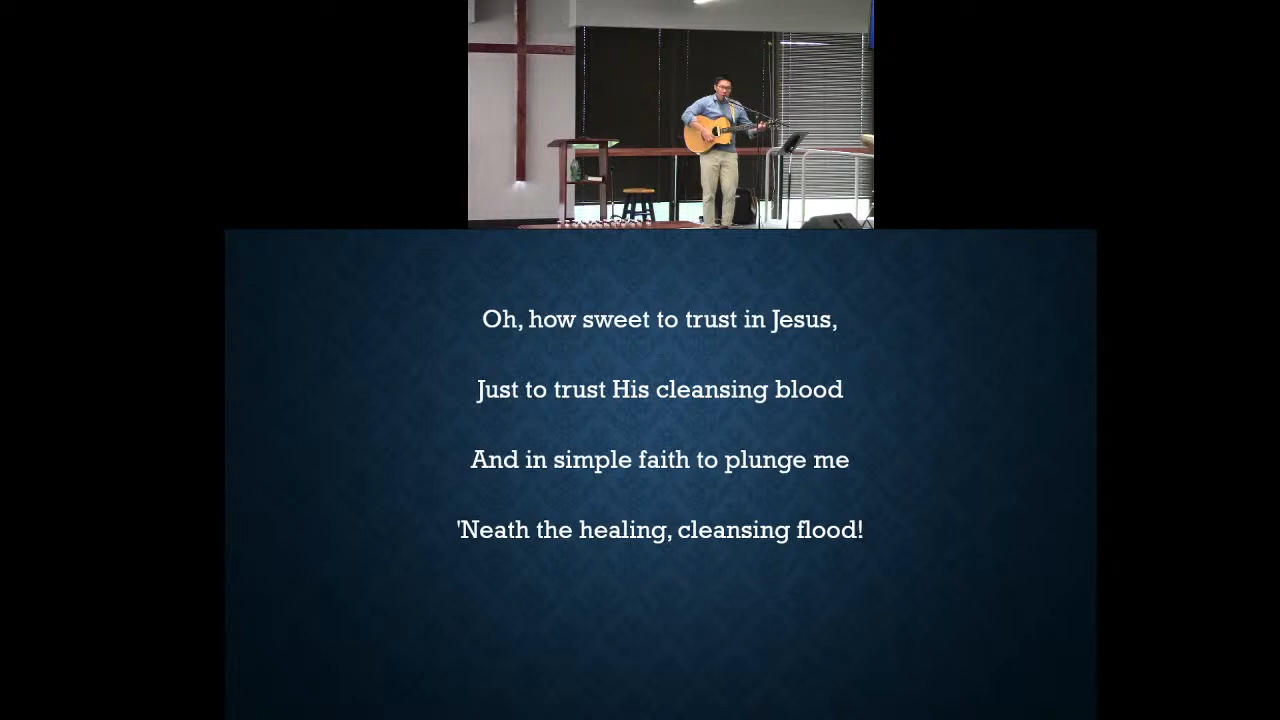 Oh, how sweet to trust in Jesus,
Just to trust His cleansing blood
And in simple faith to plunge me
'Neath the healing, cleansing flood!